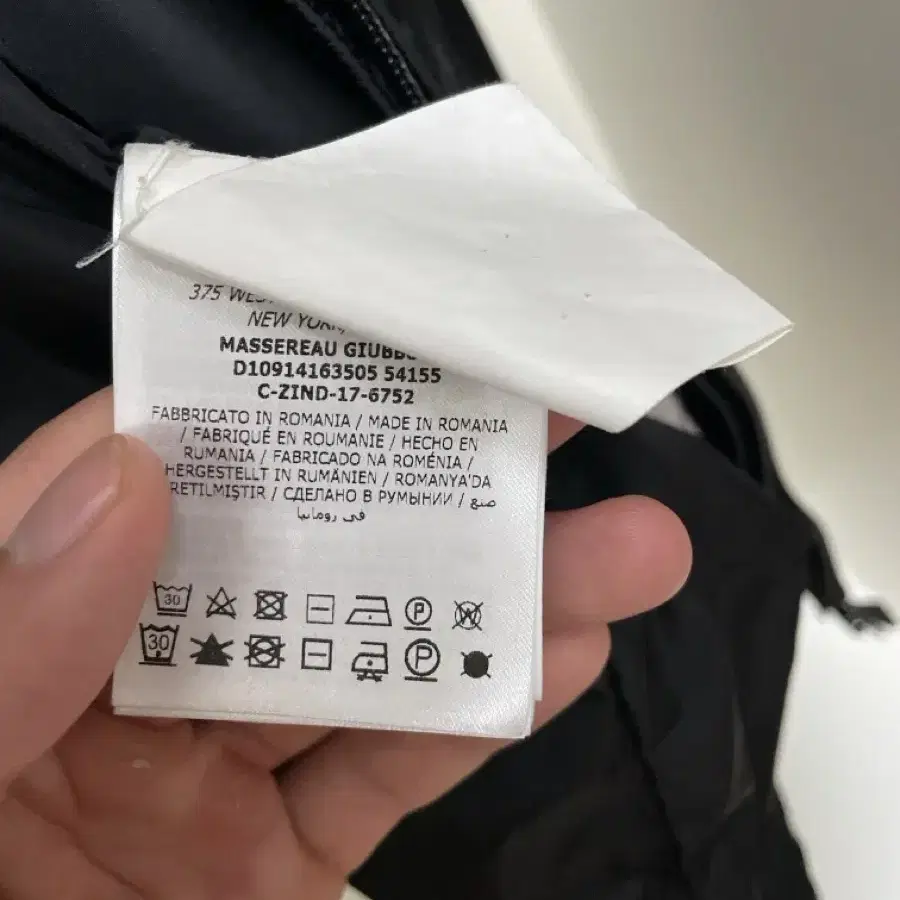 375
NEW YORK,
MASSEREAU
D10914163505 54155
C-ZIND-17-6752
FABBRICATO IN ROMANIA / MADE IN ROMANIA
/ FABRIQUÉ EN ROUMANIE / HECHO EN
RUMANIA / FABRICADO NA ROMÉNIA /
HERGESTELLT IN RUMÄNIEN / ROMANYA'DA
RETILMIŞTIR / СДЕЛАНО В РУМЫНИИ / صنع
في رومانيا
30 P W
30 P